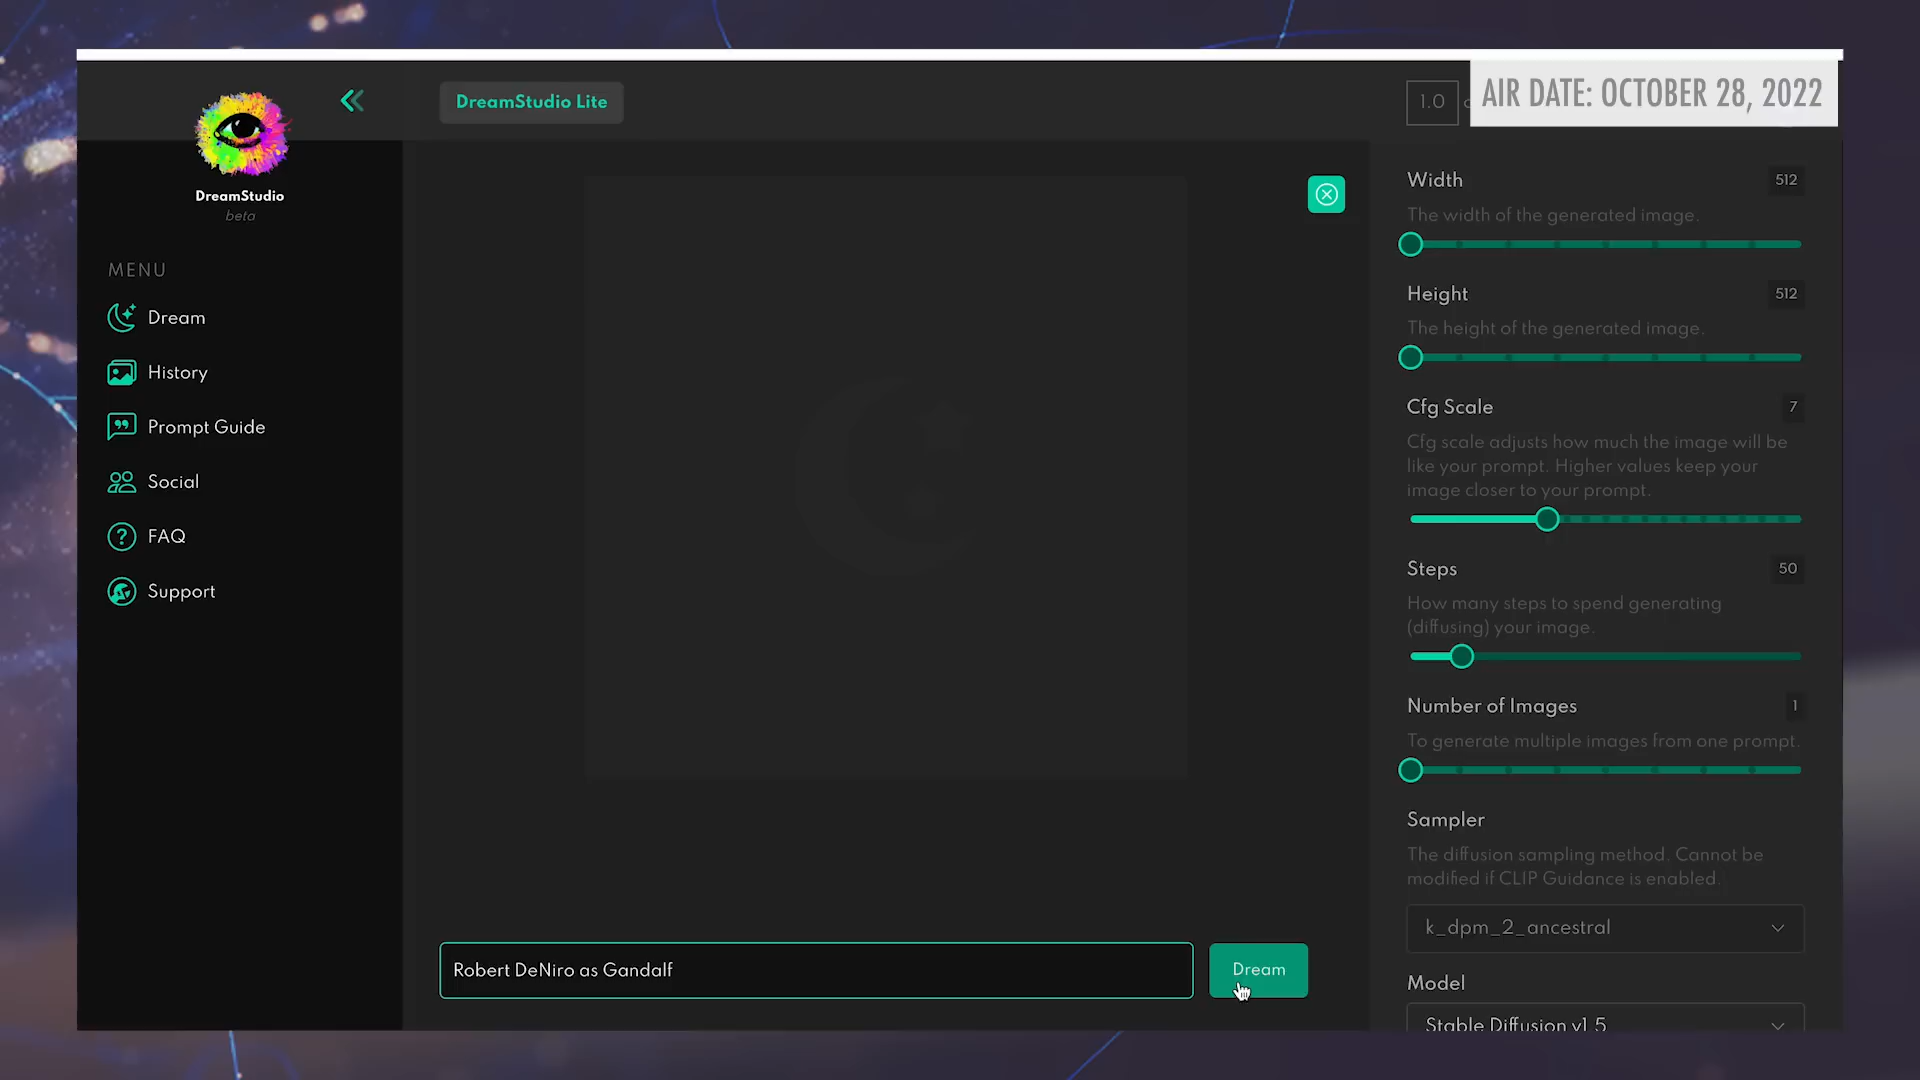 AIR DATE: OCTOBER 28, 2022
DreamStudio Lite
1.0
DreamStudio
beta
MENU
Dream
History
Prompt Guide
Social
FAQ
Support
Robert DeNiro as Gandalf
Dream
Width
512
The width of the generated image.
Height
512
The height of the generated image.
Cfg Scale
7
Cfg scale adjusts how much the image will be
like your prompt. Higher values keep your
image closer to your prompt.
Steps
50
How many steps to spend generating
(diffusing) your image.
Number of Images
1
To generate multiple images from one prompt.
Sampler
The diffusion sampling method. Cannot be
modified if CLIP Guidance is enabled.
k_dpm_2_ancestral
Model
Stable Diffusion v1.5